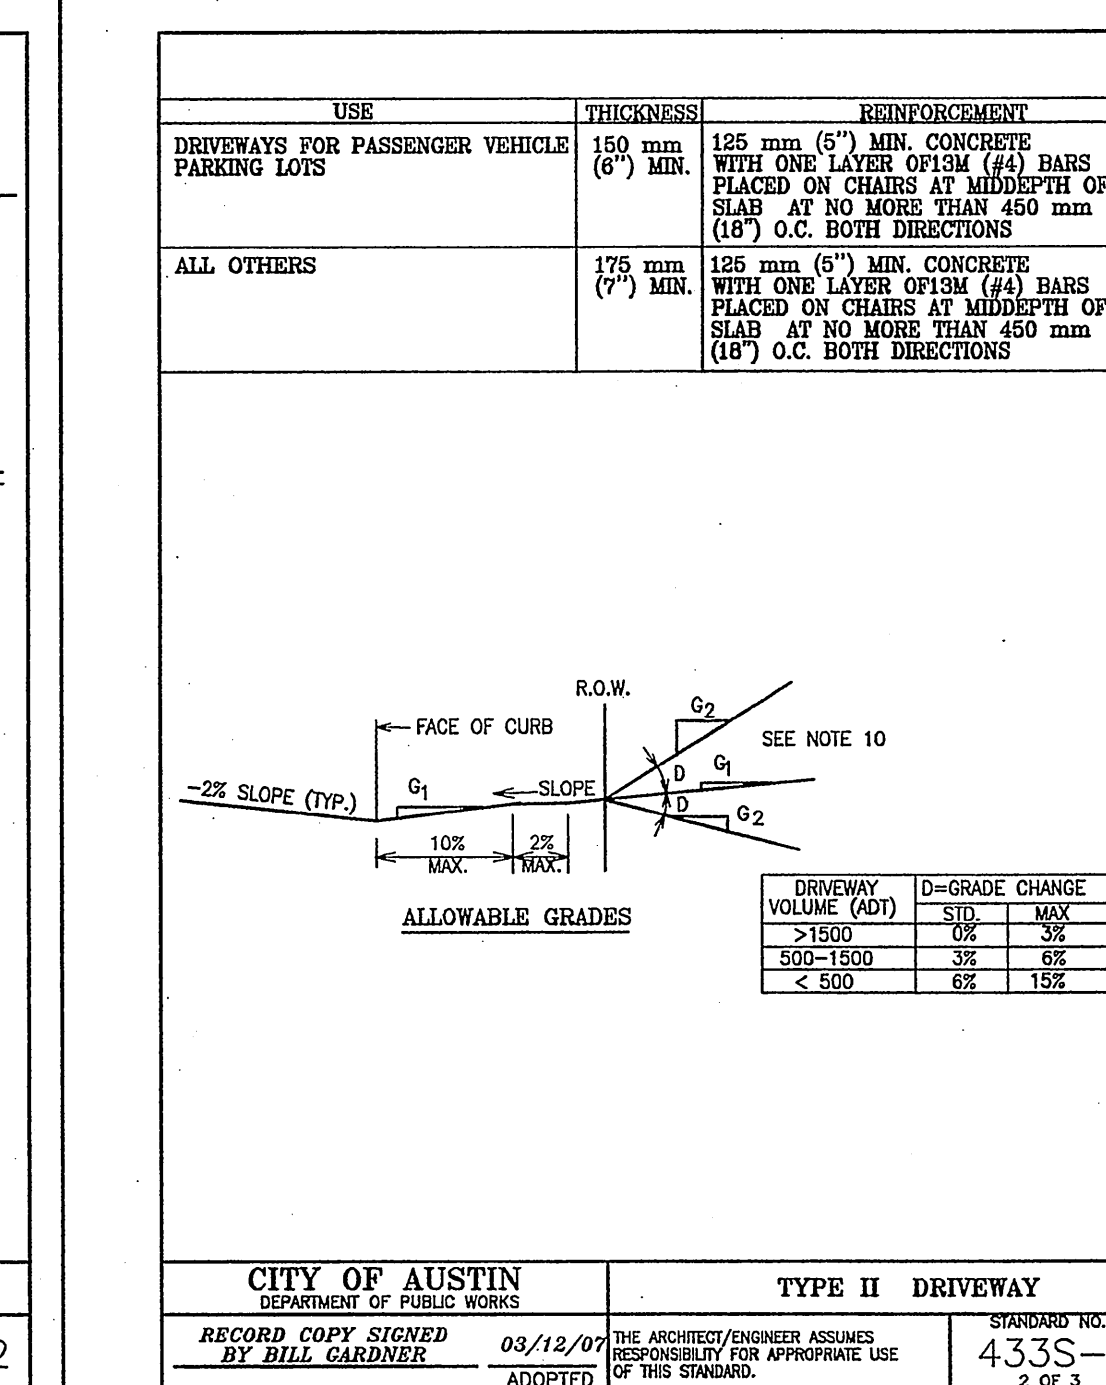 USE THICKNESS REINFORCEMENT
DRIVEWAYS FOR PASSENGER VEHICLE
PARKING LOTS
150 mm
(6") MIN.
125 mm (5") MIN. CONCRETE
WITH ONE LAYER OF13M (#4) BARS
PLACED ON CHAIRS AT MIDDEPTH OF
SLAB AT NO MORE THAN 450 mm
(18") O.C. BOTH DIRECTIONS
ALL OTHERS
175 mm
(7") MIN.
125 mm (5") MIN. CONCRETE
WITH ONE LAYER OF13M (#4) BARS
PLACED ON CHAIRS AT MIDDEPTH OF
SLAB AT NO MORE THAN 450 mm
(18") O.C. BOTH DIRECTIONS
R.O.W.
FACE OF CURB
G2
SEE NOTE 10
D
G1
-2% SLOPE (TYP.)
G1
SLOPE
D
G2
10%
MAX.
2%
MAX.
ALLOWABLE GRADES
DRIVEWAY
VOLUME (ADT)
D=GRADE CHANGE
STD. MAX
>1500 0% 3%
500-1500 3% 6%
< 500 6% 15%
CITY OF AUSTIN
DEPARTMENT OF PUBLIC WORKS
TYPE II DRIVEWAY
RECORD COPY SIGNED
BY BILL GARDNER
03/12/07
ADOPTED
THE ARCHITECT/ENGINEER ASSUMES
RESPONSIBILITY FOR APPROPRIATE USE
OF THIS STANDARD.
STANDARD NO.
433S-
2 OF 3
2